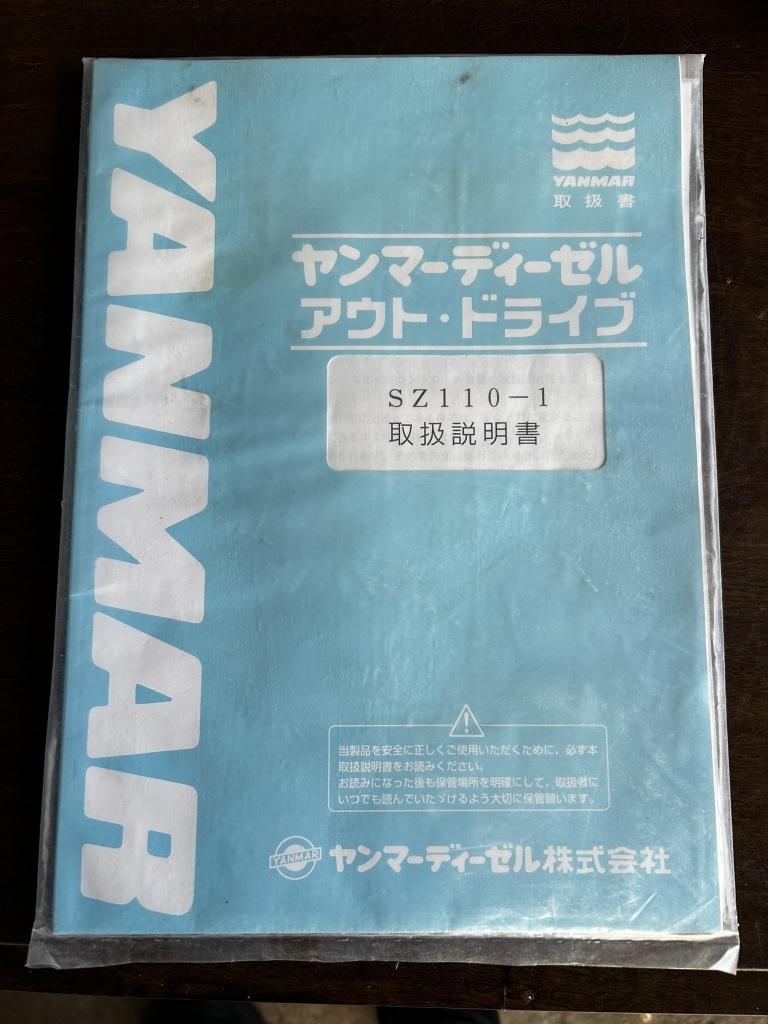 YANMAR
YANMAR
取扱書
ヤンマーディーゼル
アウト・ドライブ
SZ110－1
取扱説明書
当製品を安全に正しくご使用いただくために、必ず本
取扱説明書をお読みください。
お読みになった後も保管場所を明確にして、取扱者に
いつでも読んでいたゞけるよう大切に保管願います。
YANMAR
ヤンマーディーゼル株式会社